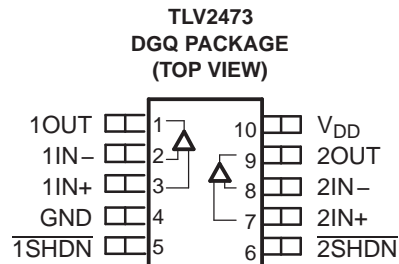 TLV2473
DGQ PACKAGE
(TOP VIEW)
1OUT 1 10 VDD
1IN− 2 9 2OUT
1IN+ 3 8 2IN−
GND 4 7 2IN+
1SHDN 5 6 2SHDN